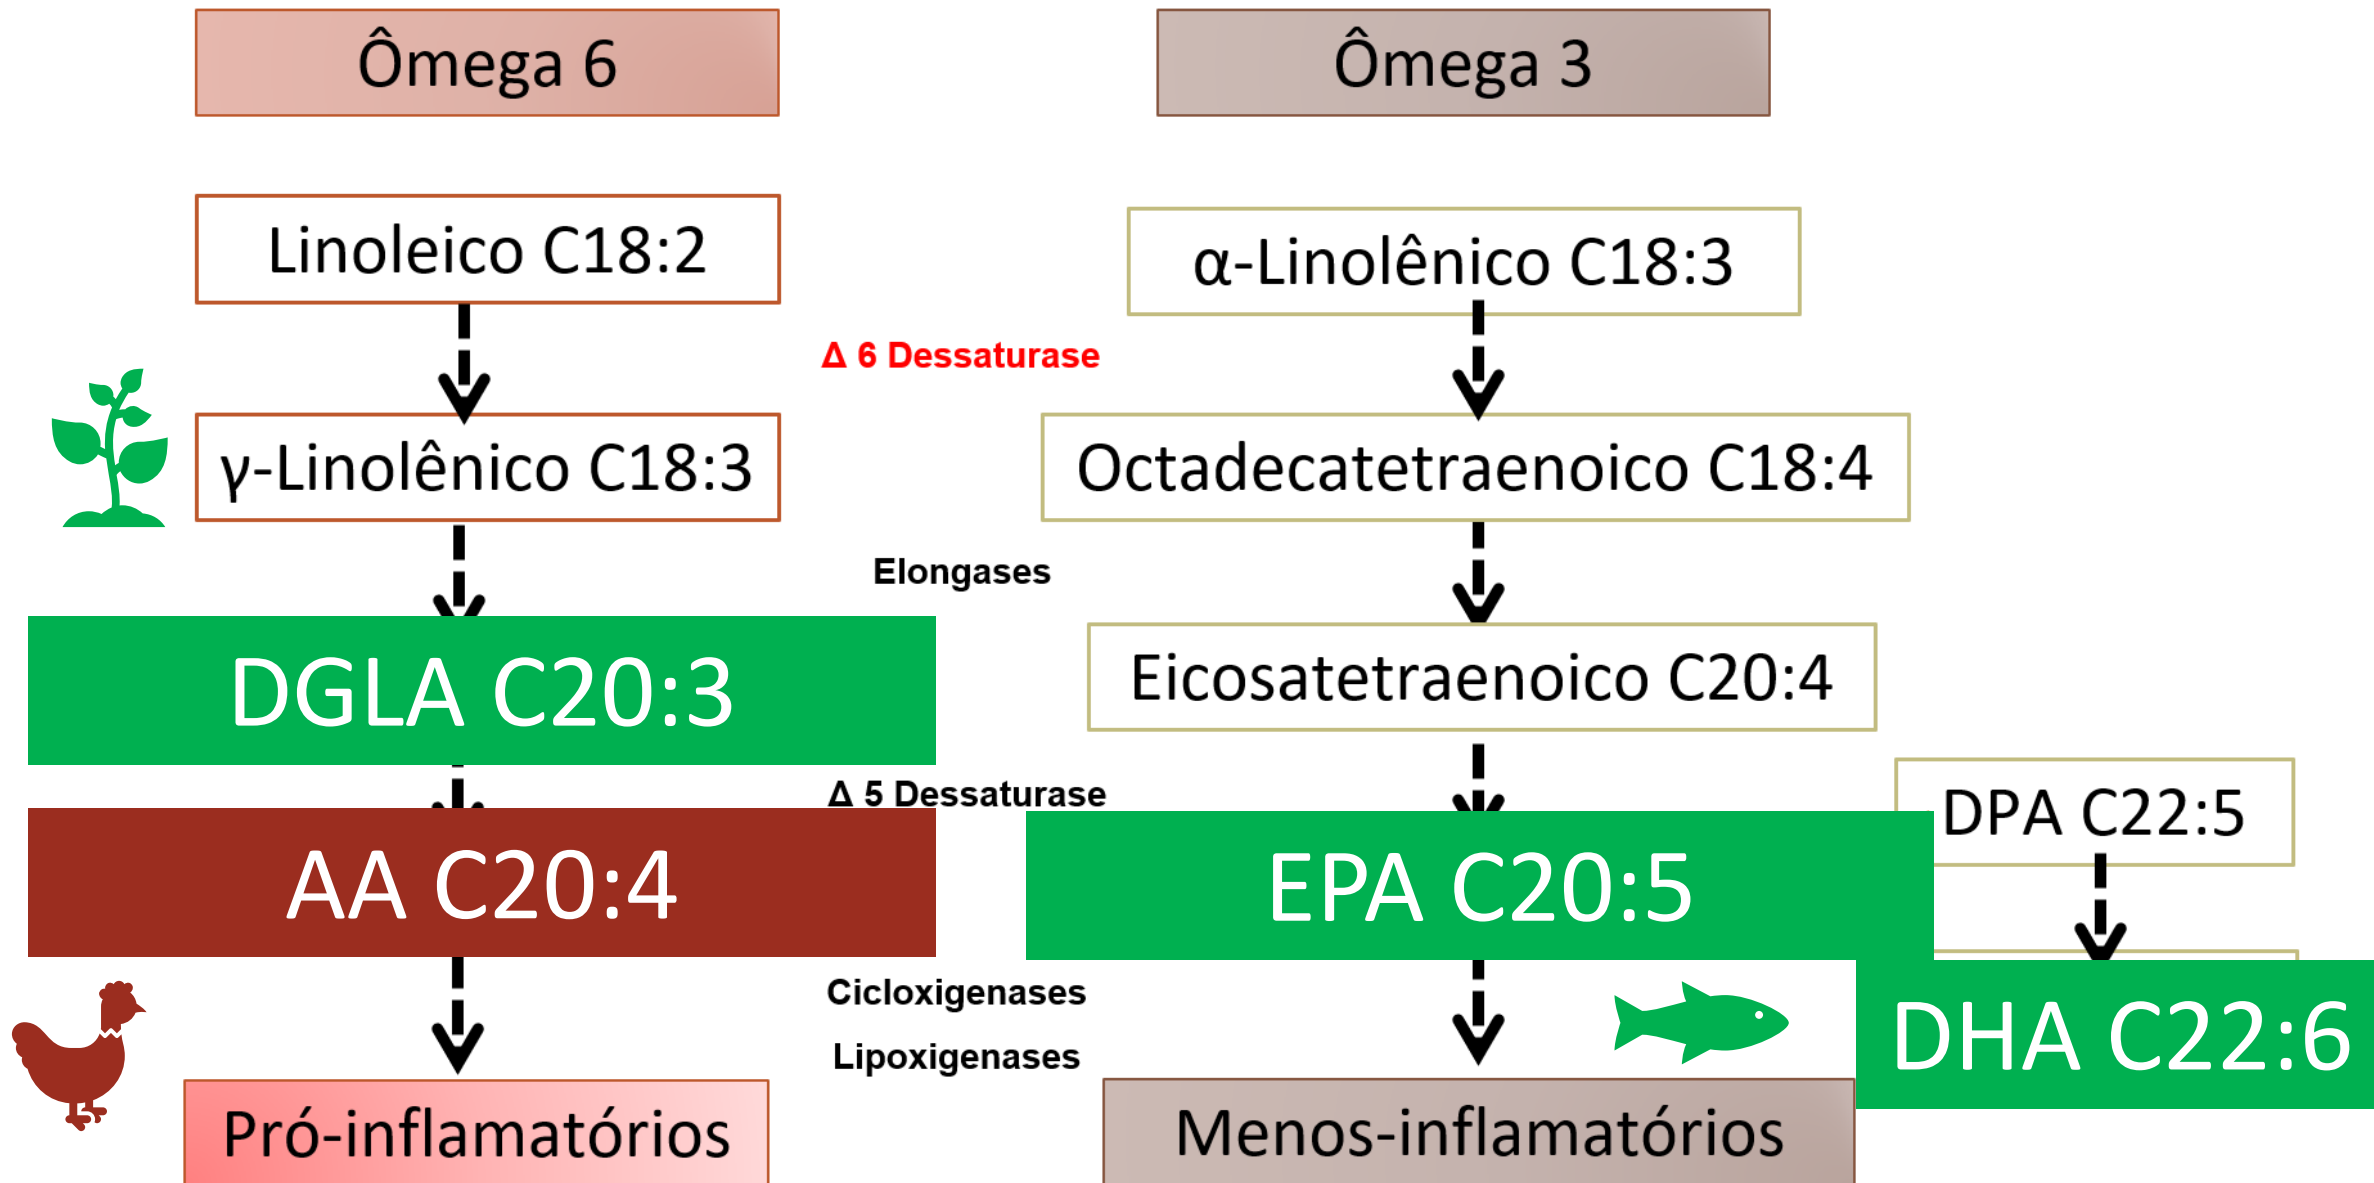 Ômega 6
Ômega 3
Linoleico C18:2
α-Linolênico C18:3
Δ 6 Dessaturase
γ-Linolênico C18:3
Octadecatetraenoico C18:4
Elongases
DGLA C20:3
Eicosatetraenoico C20:4
Δ 5 Dessaturase
DPA C22:5
AA C20:4
EPA C20:5
Cicloxigenases
Lipoxigenases
DHA C22:6
Pró-inflamatórios
Menos-inflamatórios